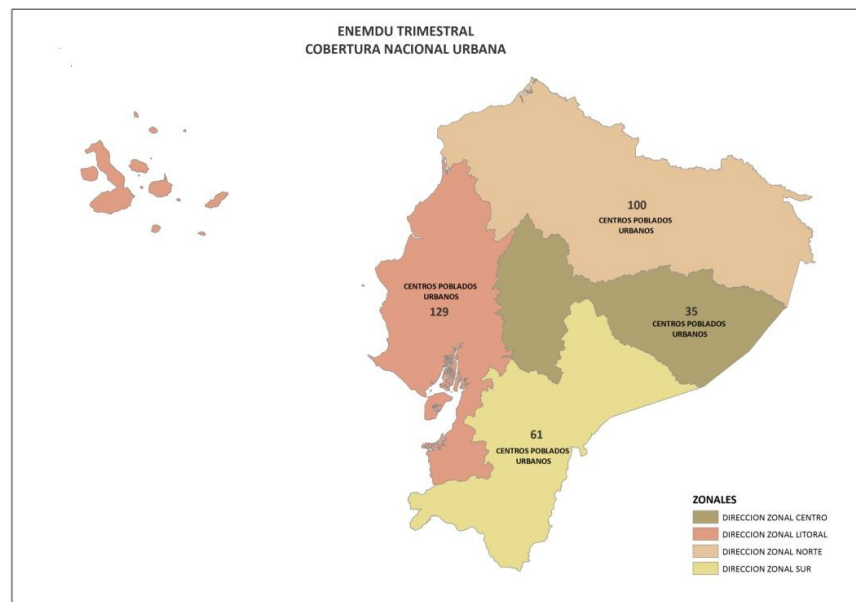 ENEMDU TRIMESTRAL
COBERTURA NACIONAL URBANA
100
CENTROS POBLADOS
URBANOS
CENTROS POBLADOS
URBANOS
129
35
CENTROS POBLADOS
URBANOS
61
CENTROS POBLADOS
URBANOS
ZONALES
DIRECCION ZONAL CENTRO
DIRECCION ZONAL LITORAL
DIRECCION ZONAL NORTE
DIRECCION ZONAL SUR